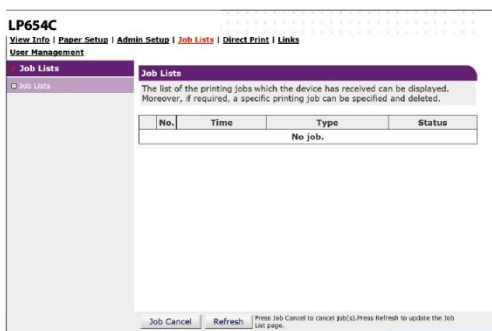 LP654C
View Info | Paper Setup | Admin Setup | Job Lists | Direct Print | Links
User Management
Job Lists
Job Lists
Job Lists
The list of the printing jobs which the device has received can be displayed.
Moreover, if required, a specific printing job can be specified and deleted.
No. Time Type Status
No job.
Job Cancel Refresh Press Job Cancel to cancel job(s).Press Refresh to update the Job
List page.